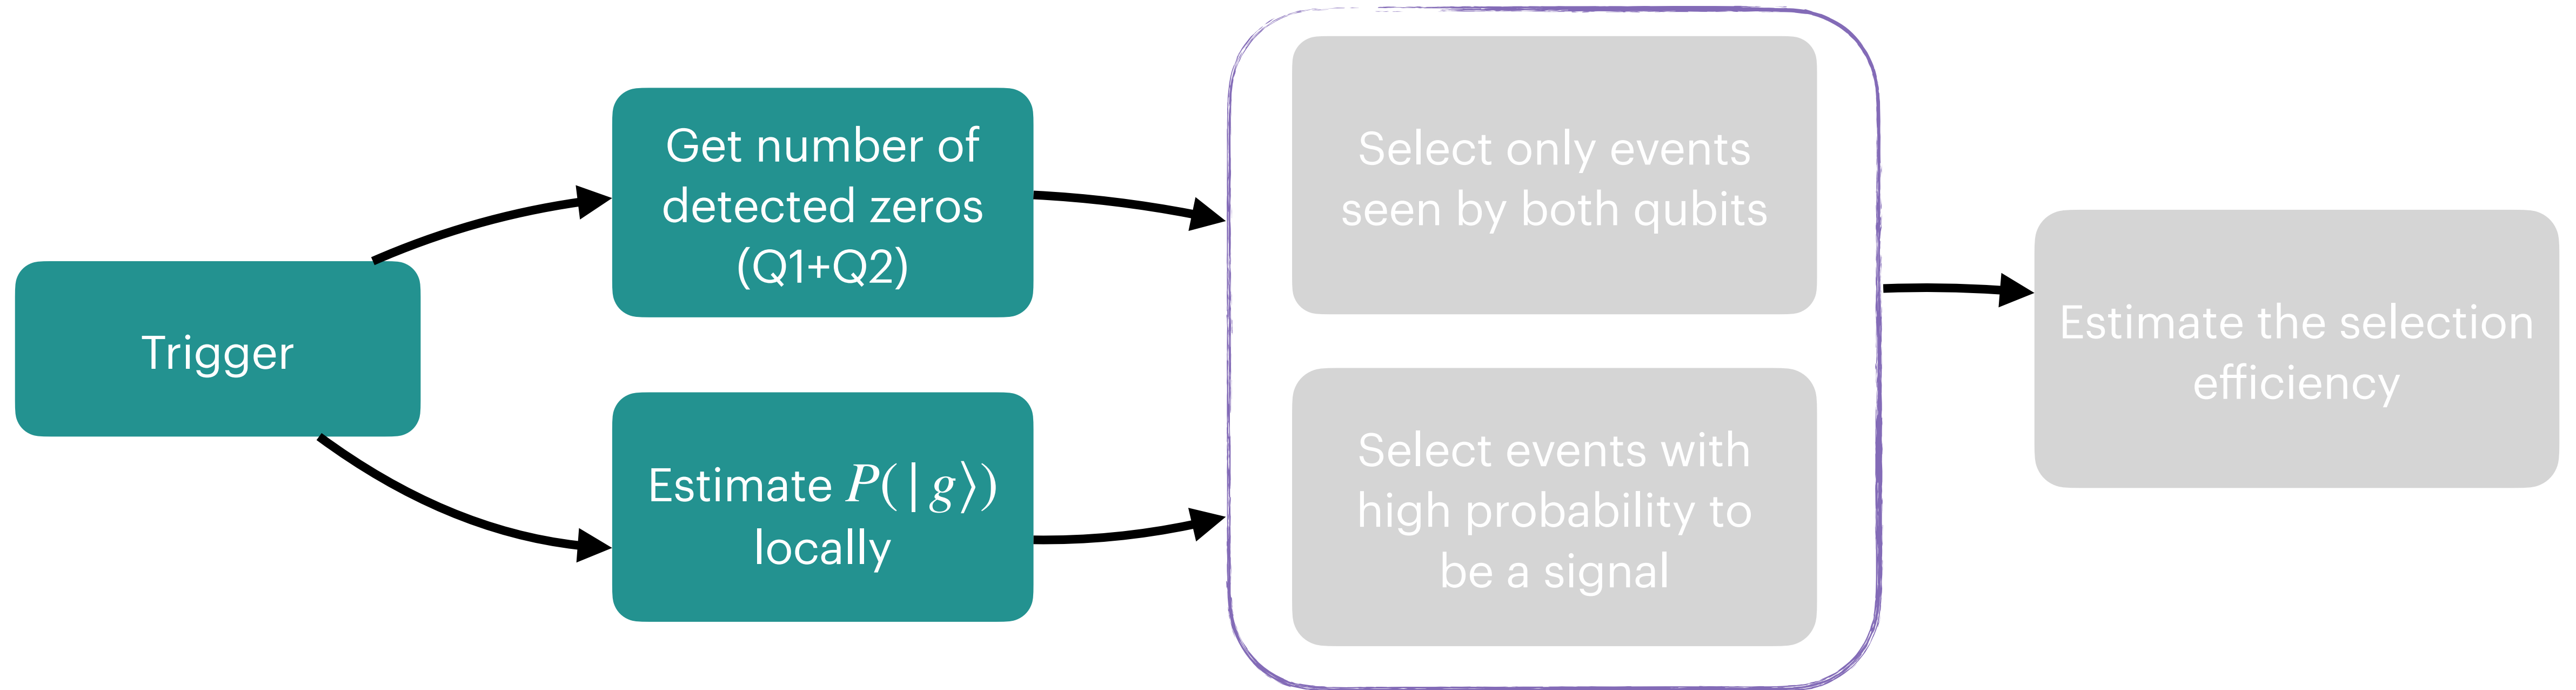 Trigger
Get number of
detected zeros
(Q1+Q2)
Estimate P(|g⟩)
locally
Select only events
seen by both qubits
Select events with
high probability to
be a signal
Estimate the selection
efficiency